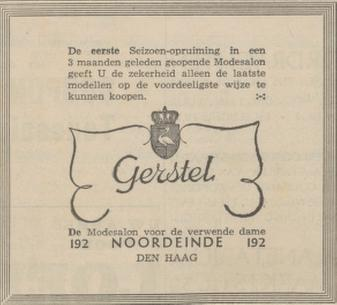 De eerste Seizoen-opruiming in een
3 maanden geleden geopende Modesalon
geeft U de zekerheid alleen de laatste
modellen op de voordeeligste wijze te
kunnen koopen.
Gerstel
De Modesalon voor de verwende dame
192 NOORDEINDE 192
DEN HAAG